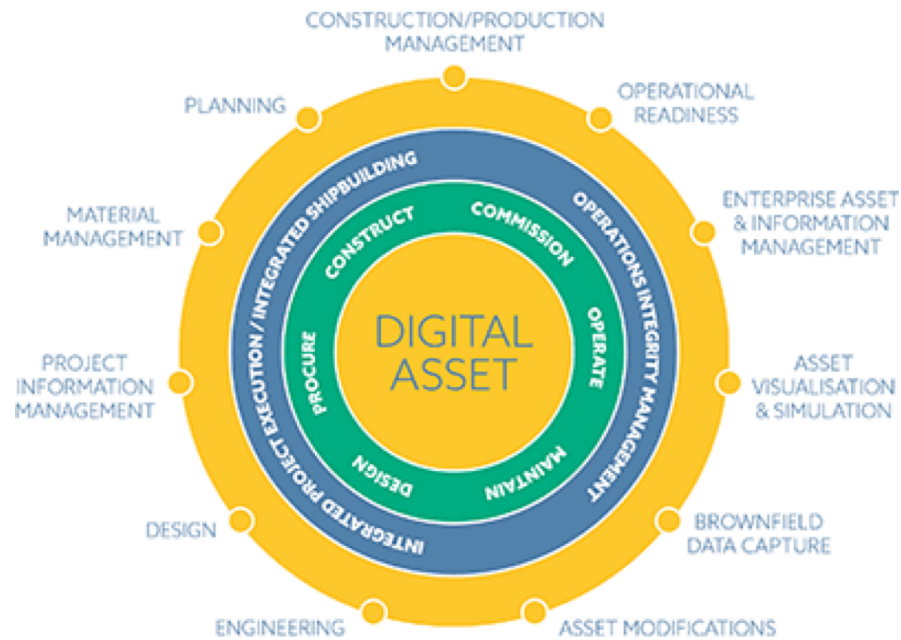 CONSTRUCTION/PRODUCTION
MANAGEMENT
PLANNING
OPERATIONAL
READINESS
MATERIAL
MANAGEMENT
ENTERPRISE ASSET
& INFORMATION
MANAGEMENT
PROJECT
INFORMATION
MANAGEMENT
ASSET
VISUALISATION
& SIMULATION
DESIGN
BROWNFIELD
DATA CAPTURE
ENGINEERING
ASSET MODIFICATIONS
INTEGRATED PROJECT EXECUTION / INTEGRATED SHIPBUILDING
OPERATIONS INTEGRITY MANAGEMENT
DESIGN
PROCURE
CONSTRUCT
COMMISSION
OPERATE
MAINTAIN
DIGITAL
ASSET